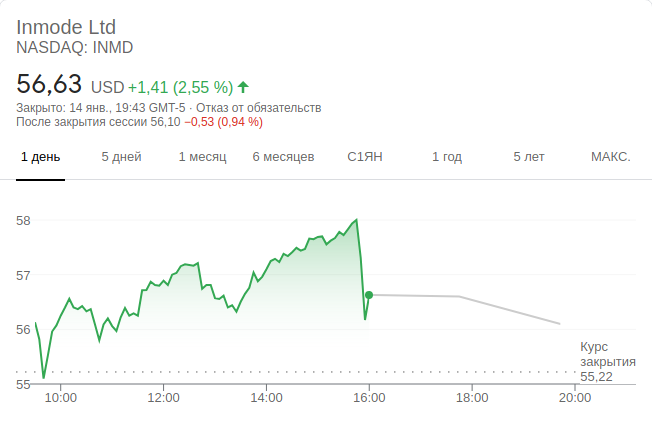 Inmode Ltd
NASDAQ: INMD
56,63 USD +1,41 (2,55 %)
Закрыто: 14 янв., 19:43 GMT-5 · Отказ от обязательств
После закрытия сессии 56,10 −0,53 (0,94 %)
1 день 5 дней 1 месяц 6 месяцев С1ЯН 1 год 5 лет МАКС.
58
57
56
Курс
закрытия
55,22
55
10:00 12:00 14:00 16:00 18:00 20:00